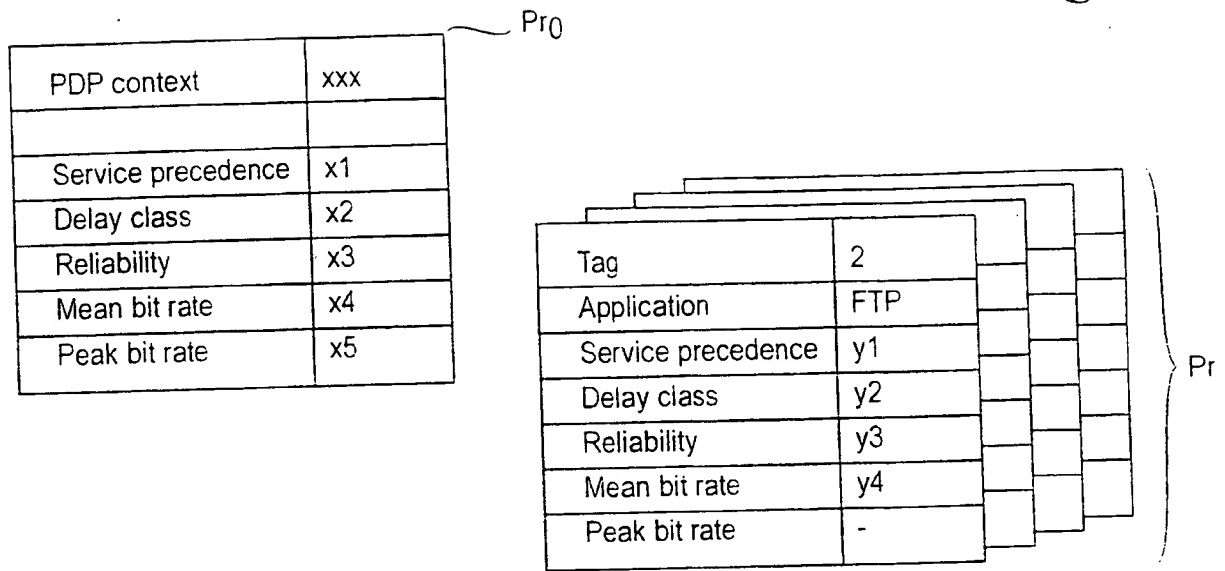 Pr0
PDP context xxx
Service precedence x1
Delay class x2
Reliability x3
Mean bit rate x4
Peak bit rate x5
Tag 2
Application FTP
Service precedence y1
Delay class y2
Reliability y3
Mean bit rate y4
Peak bit rate -
Pr